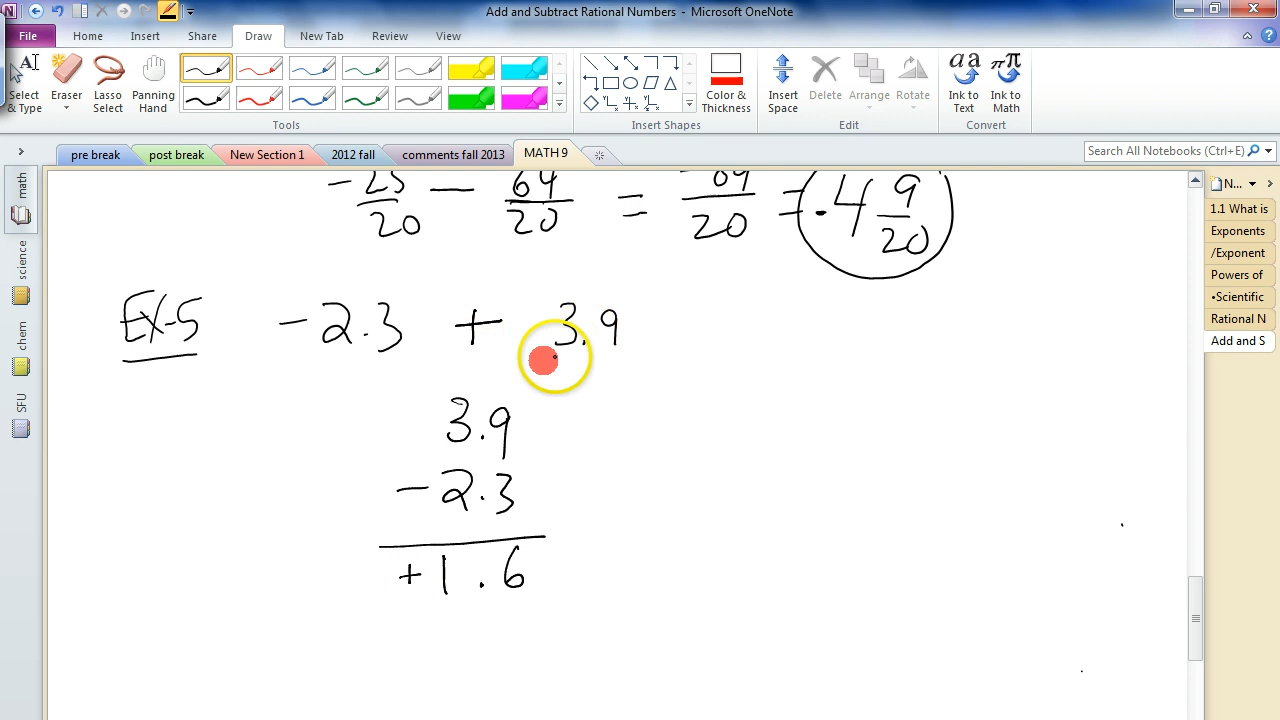 Add and Subtract Rational Numbers - Microsoft OneNote
File Home Insert Share Draw New Tab Review View
Select & Type
Eraser
Lasso Select
Panning Hand
Color & Thickness
Insert Space
Delete
Arrange
Rotate
Ink to Text
Ink to Math
Tools
Insert Shapes
Edit
Convert
pre break
post break
New Section 1
2012 fall
comments fall 2013
MATH 9
Search All Notebooks (Ctrl+E)
math
science
chem
SFU
N...
1.1 What is
Exponents
/Exponent
Powers of
•Scientific
Rational N
Add and S
-25/20 — 64/20 = -89/20 = -4 9/20
EX-5 -2.3 + 3.9
3.9
-2.3
+1.6